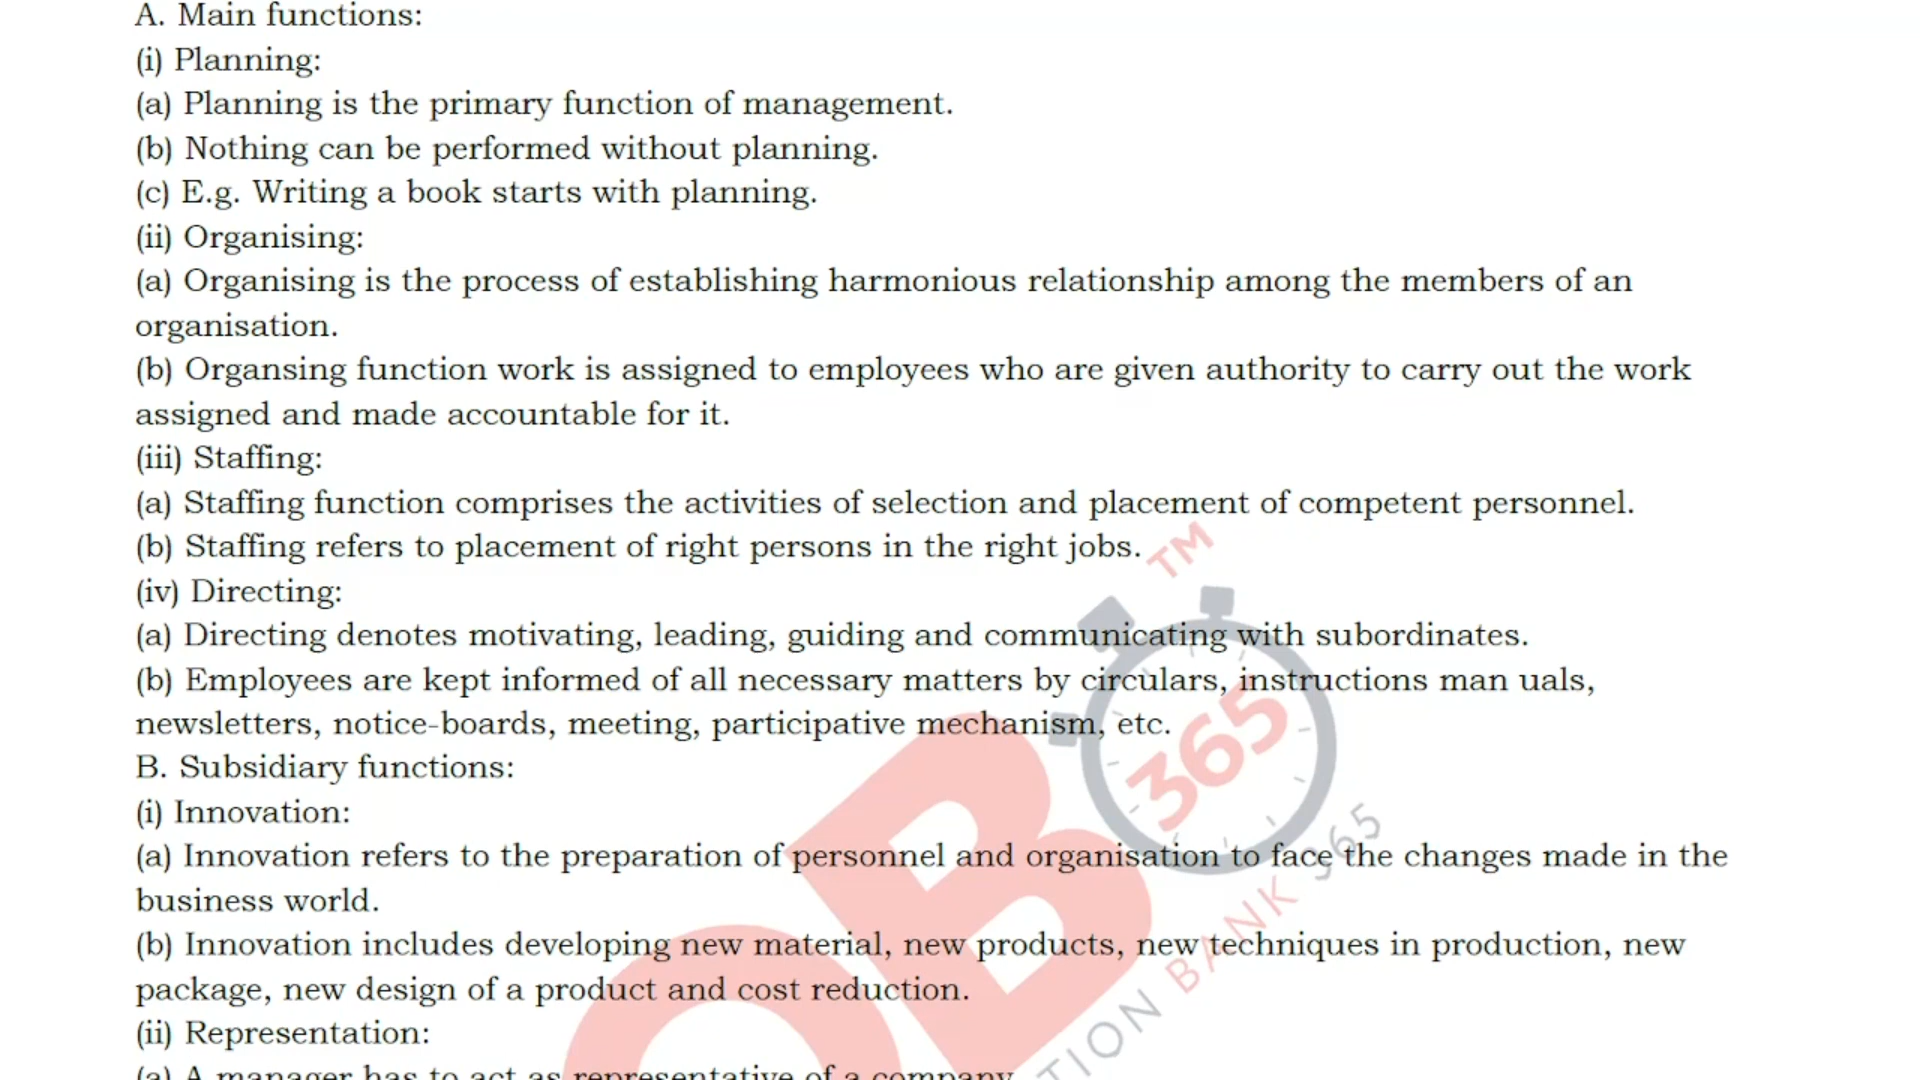 A. Main functions:
(i) Planning:
(a) Planning is the primary function of management.
(b) Nothing can be performed without planning.
(c) E.g. Writing a book starts with planning.
(ii) Organising:
(a) Organising is the process of establishing harmonious relationship among the members of an
organisation.
(b) Organsing function work is assigned to employees who are given authority to carry out the work
assigned and made accountable for it.
(iii) Staffing:
(a) Staffing function comprises the activities of selection and placement of competent personnel.
(b) Staffing refers to placement of right persons in the right jobs.
TM
(iv) Directing:
(a) Directing denotes motivating, leading, guiding and communicating with subordinates.
(b) Employees are kept informed of all necessary matters by circulars, instructions man uals,
newsletters, notice-boards, meeting, participative mechanism, etc.
365
B. Subsidiary functions:
(i) Innovation:
(a) Innovation refers to the preparation of personnel and organisation to face the changes made in the
business world.
(b) Innovation includes developing new material, new products, new techniques in production, new
package, new design of a product and cost reduction.
TION BANK 365
(ii) Representation:
(a) A manager has to act as representative of a company